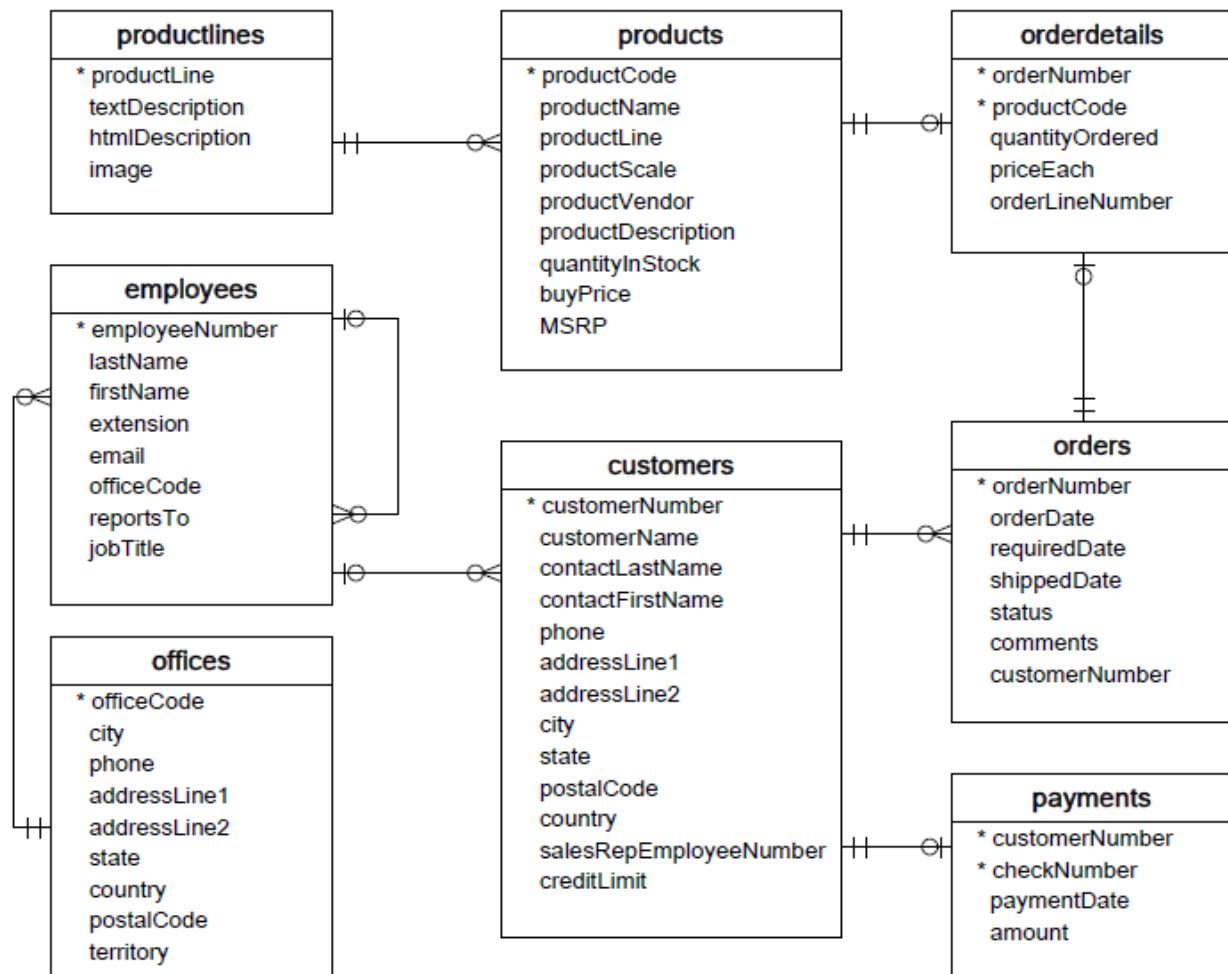 productlines
* productLine
textDescription
htmlDescription
image
products
* productCode
productName
productLine
productScale
productVendor
productDescription
quantityInStock
buyPrice
MSRP
orderdetails
* orderNumber
* productCode
quantityOrdered
priceEach
orderLineNumber
employees
* employeeNumber
lastName
firstName
extension
email
officeCode
reportsTo
jobTitle
customers
* customerNumber
customerName
contactLastName
contactFirstName
phone
addressLine1
addressLine2
city
state
postalCode
country
salesRepEmployeeNumber
creditLimit
orders
* orderNumber
orderDate
requiredDate
shippedDate
status
comments
customerNumber
offices
* officeCode
city
phone
addressLine1
addressLine2
state
country
postalCode
territory
payments
* customerNumber
* checkNumber
paymentDate
amount